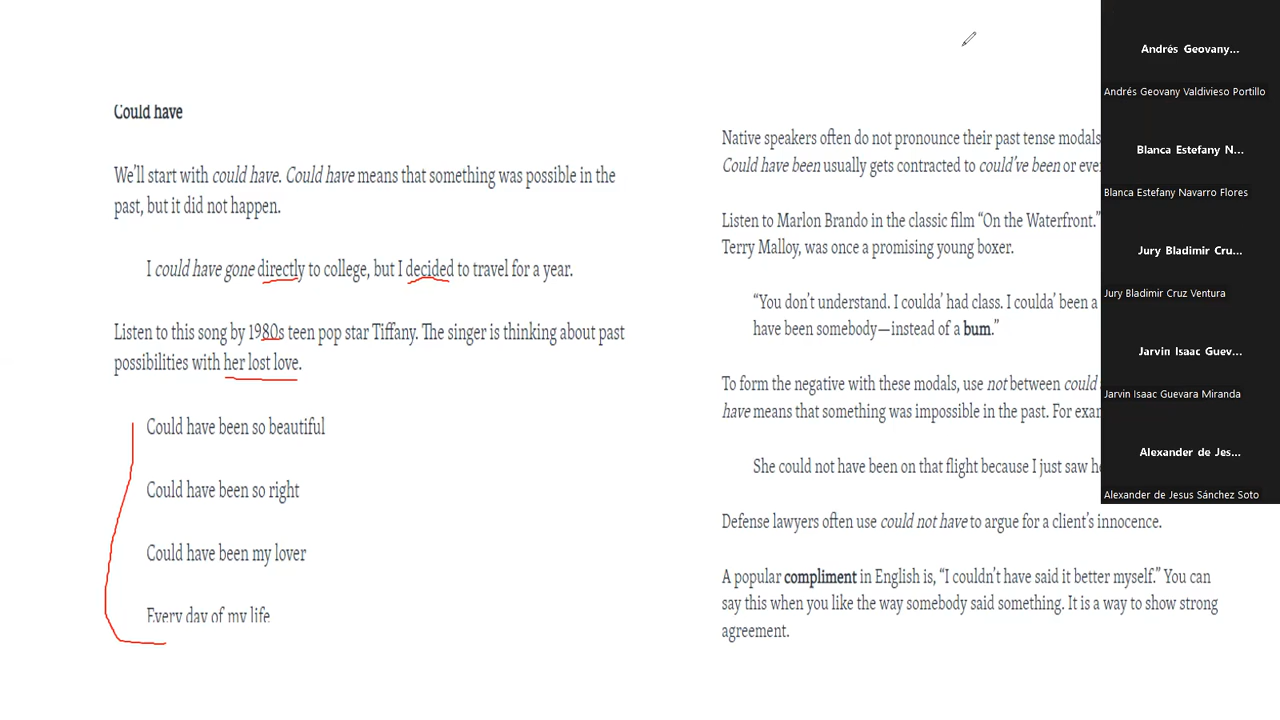 Could have
We'll start with could have. Could have means that something was possible in the
past, but it did not happen.
I could have gone directly to college, but I decided to travel for a year.
Listen to this song by 1980s teen pop star Tiffany. The singer is thinking about past
possibilities with her lost love.
Could have been so beautiful
Could have been so right
Could have been my lover
Every day of my life
Native speakers often do not pronounce their past tense modals
Could have been usually gets contracted to could've been or
Listen to Marlon Brando in the classic film “On the Waterfront.”
Terry Malloy, was once a promising young boxer.
“You don't understand. I coulda' had class. I coulda' been a
have been somebody—instead of a bum.”
To form the negative with these modals, use not between could
have means that something was impossible in the past. For
She could not have been on that flight because I just saw
Defense lawyers often use could not have to argue for a client's innocence.
A popular compliment in English is, “I couldn't have said it better myself.” You can
say this when you like the way somebody said something. It is a way to show strong
agreement.
Andrés Geovany...
Andrés Geovany Valdivieso Portillo
Blanca Estefany N...
Blanca Estefany Navarro Flores
Jury Bladimir Cru...
Jury Bladimir Cruz Ventura
Jarvin Isaac Guev...
Jarvin Isaac Guevara Miranda
Alexander de Jes...
Alexander de Jesus Sánchez Soto